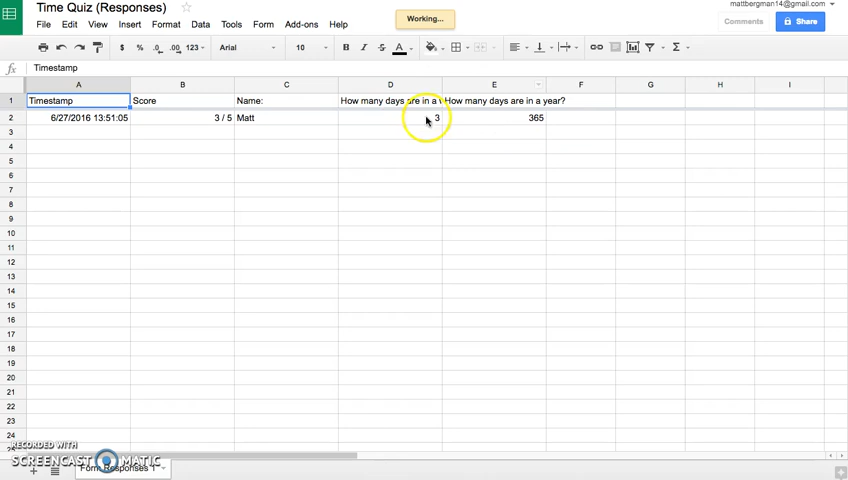 Time Quiz (Responses)
Working...
mattbergman14@gmail.com
File Edit View Insert Format Data Tools Form Add-ons Help
Comments
Share
$ % .0 .00 123 Arial 10 B I S A Σ
fx Timestamp
A B C D E F G H I
1 Timestamp Score Name: How many days are in a How many days are in a year?
2 6/27/2016 13:51:05 3 / 5 Matt 3 365
3
4
5
6
7
8
9
10
11
12
13
14
15
16
17
18
19
20
21
22
23
24
RECORDED WITH
SCREENCAST MATIC
Form Responses 1